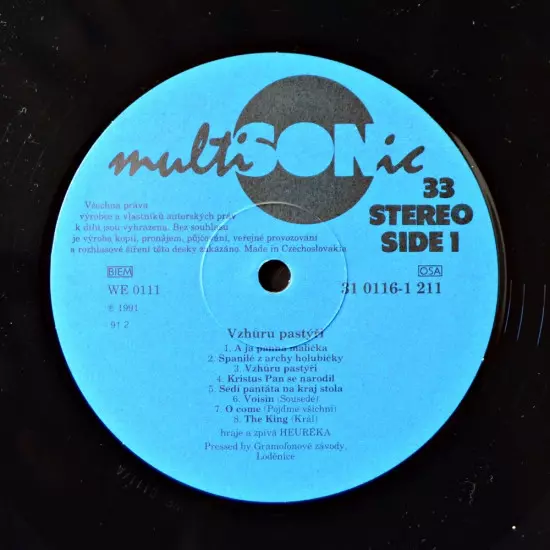 multiSONic
33
STEREO
SIDE 1
Všechna práva
výrobce a vlastníků autorských práv
k dílu jsou vyhrazena. Bez souhlasu
je výroba kopií, pronájem, půjčování, veřejné provozování
a rozhlasové šíření této desky zakázáno. Made in Czechoslovakia
BIEM
OSA
WE 0111
31 0116-1 211
℗ 1991
91 2
Vzhůru pastýři
1. A já panna malička
2. Spanilé z archy holubičky
3. Vzhůru pastýři
4. Kristus Pán se narodil
5. Sedí pantáta na kraj stola
6. Voisin (Sousedé)
7. O come (Pojďme všichni)
8. The King (Král)
hraje a zpívá HEURÉKA
Pressed by Gramofonové závody,
Loděnice